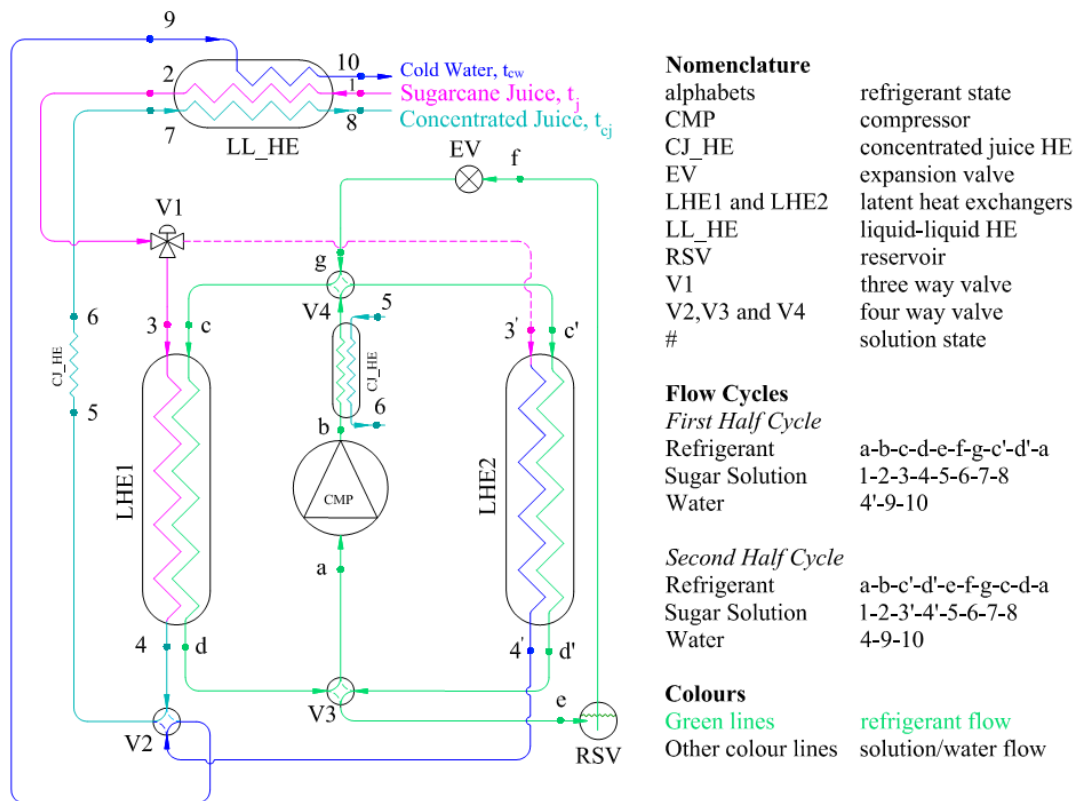 9
10
Cold Water, t_cw
2
1
Sugarcane Juice, t_j
7
8
Concentrated Juice, t_cj
LL_HE
EV
f
V1
g
V4
5
6
3
c
3'
c'
CJ_HE
CJ_HE
5
6
b
LHE1
CMP
LHE2
a
4
d
4'
d'
V3
e
V2
RSV
Nomenclature
alphabets refrigerant state
CMP compressor
CJ_HE concentrated juice HE
EV expansion valve
LHE1 and LHE2 latent heat exchangers
LL_HE liquid-liquid HE
RSV reservoir
V1 three way valve
V2,V3 and V4 four way valve
# solution state
Flow Cycles
First Half Cycle
Refrigerant a-b-c-d-e-f-g-c'-d'-a
Sugar Solution 1-2-3-4-5-6-7-8
Water 4'-9-10
Second Half Cycle
Refrigerant a-b-c'-d'-e-f-g-c-d-a
Sugar Solution 1-2-3'-4'-5-6-7-8
Water 4-9-10
Colours
Green lines refrigerant flow
Other colour lines solution/water flow